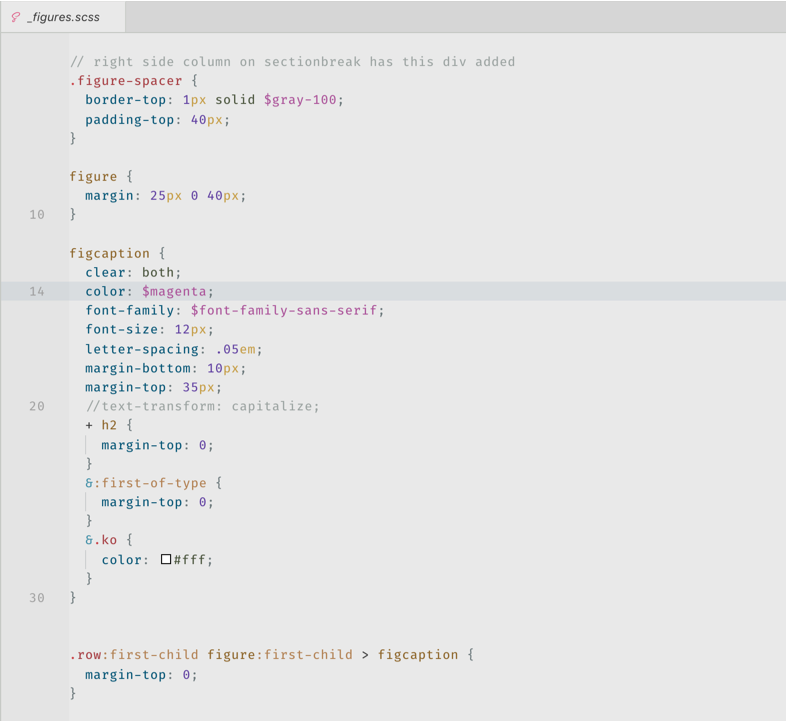 _figures.scss
// right side column on sectionbreak has this div added
.figure-spacer {
  border-top: 1px solid $gray-100;
  padding-top: 40px;
}
figure {
  margin: 25px 0 40px;
10 }
figcaption {
  clear: both;
14   color: $magenta;
  font-family: $font-family-sans-serif;
  font-size: 12px;
  letter-spacing: .05em;
  margin-bottom: 10px;
  margin-top: 35px;
20   //text-transform: capitalize;
  + h2 {
    margin-top: 0;
  }
  &:first-of-type {
    margin-top: 0;
  }
  &.ko {
    color: #fff;
  }
30 }
.row:first-child figure:first-child > figcaption {
  margin-top: 0;
}